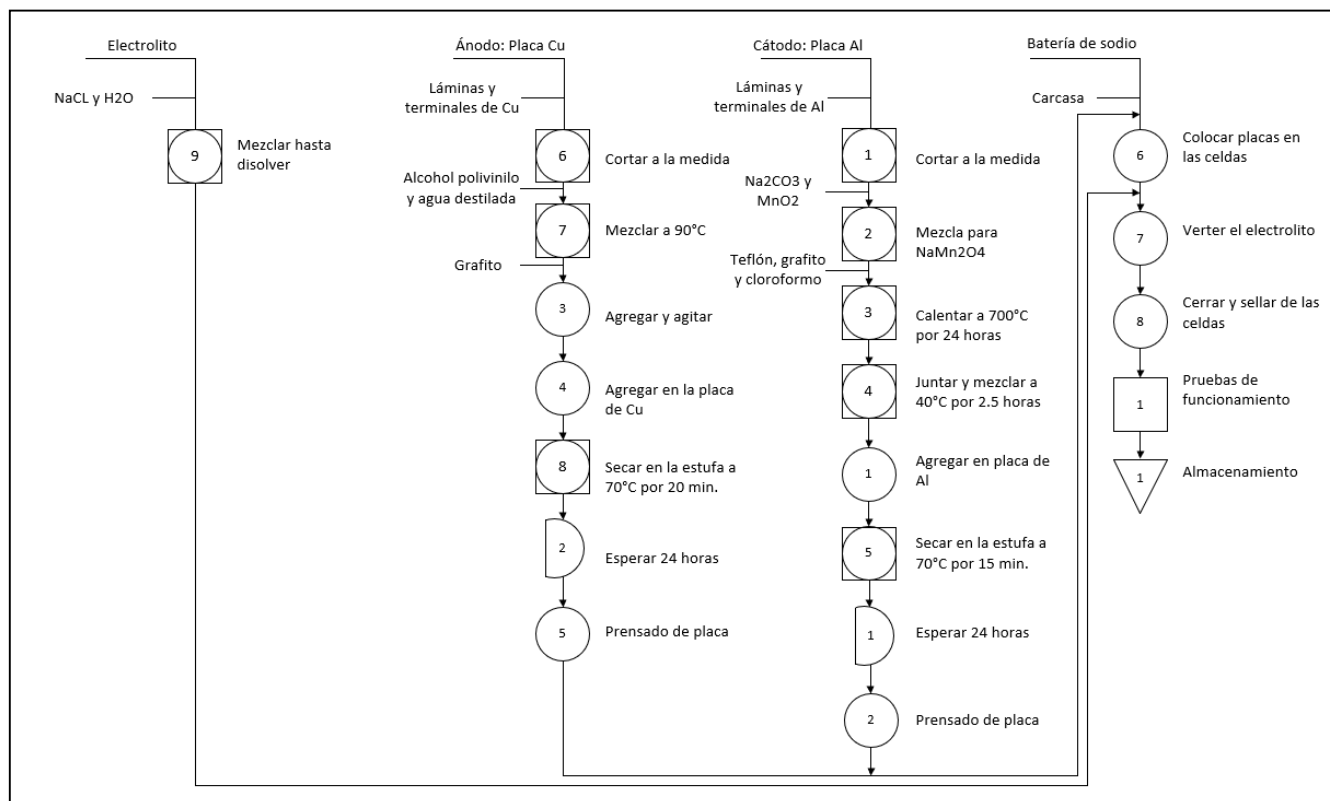 Electrolito
NaCL y H2O
9
Mezclar hasta
disolver
Ánodo: Placa Cu
Láminas y
terminales de Cu
6
Cortar a la medida
Alcohol polivinilo
y agua destilada
7
Mezclar a 90°C
Grafito
3
Agregar y agitar
4
Agregar en la placa
de Cu
8
Secar en la estufa a
70°C por 20 min.
2
Esperar 24 horas
5
Prensado de placa
Cátodo: Placa Al
Láminas y
terminales de Al
1
Cortar a la medida
Na2CO3 y
MnO2
2
Mezcla para
NaMn2O4
Teflón, grafito
y cloroformo
3
Calentar a 700°C
por 24 horas
4
Juntar y mezclar a
40°C por 2.5 horas
1
Agregar en placa de
Al
5
Secar en la estufa a
70°C por 15 min.
1
Esperar 24 horas
2
Prensado de placa
Batería de sodio
Carcasa
6
Colocar placas en
las celdas
7
Verter el electrolito
8
Cerrar y sellar de las
celdas
1
Pruebas de
funcionamiento
1
Almacenamiento